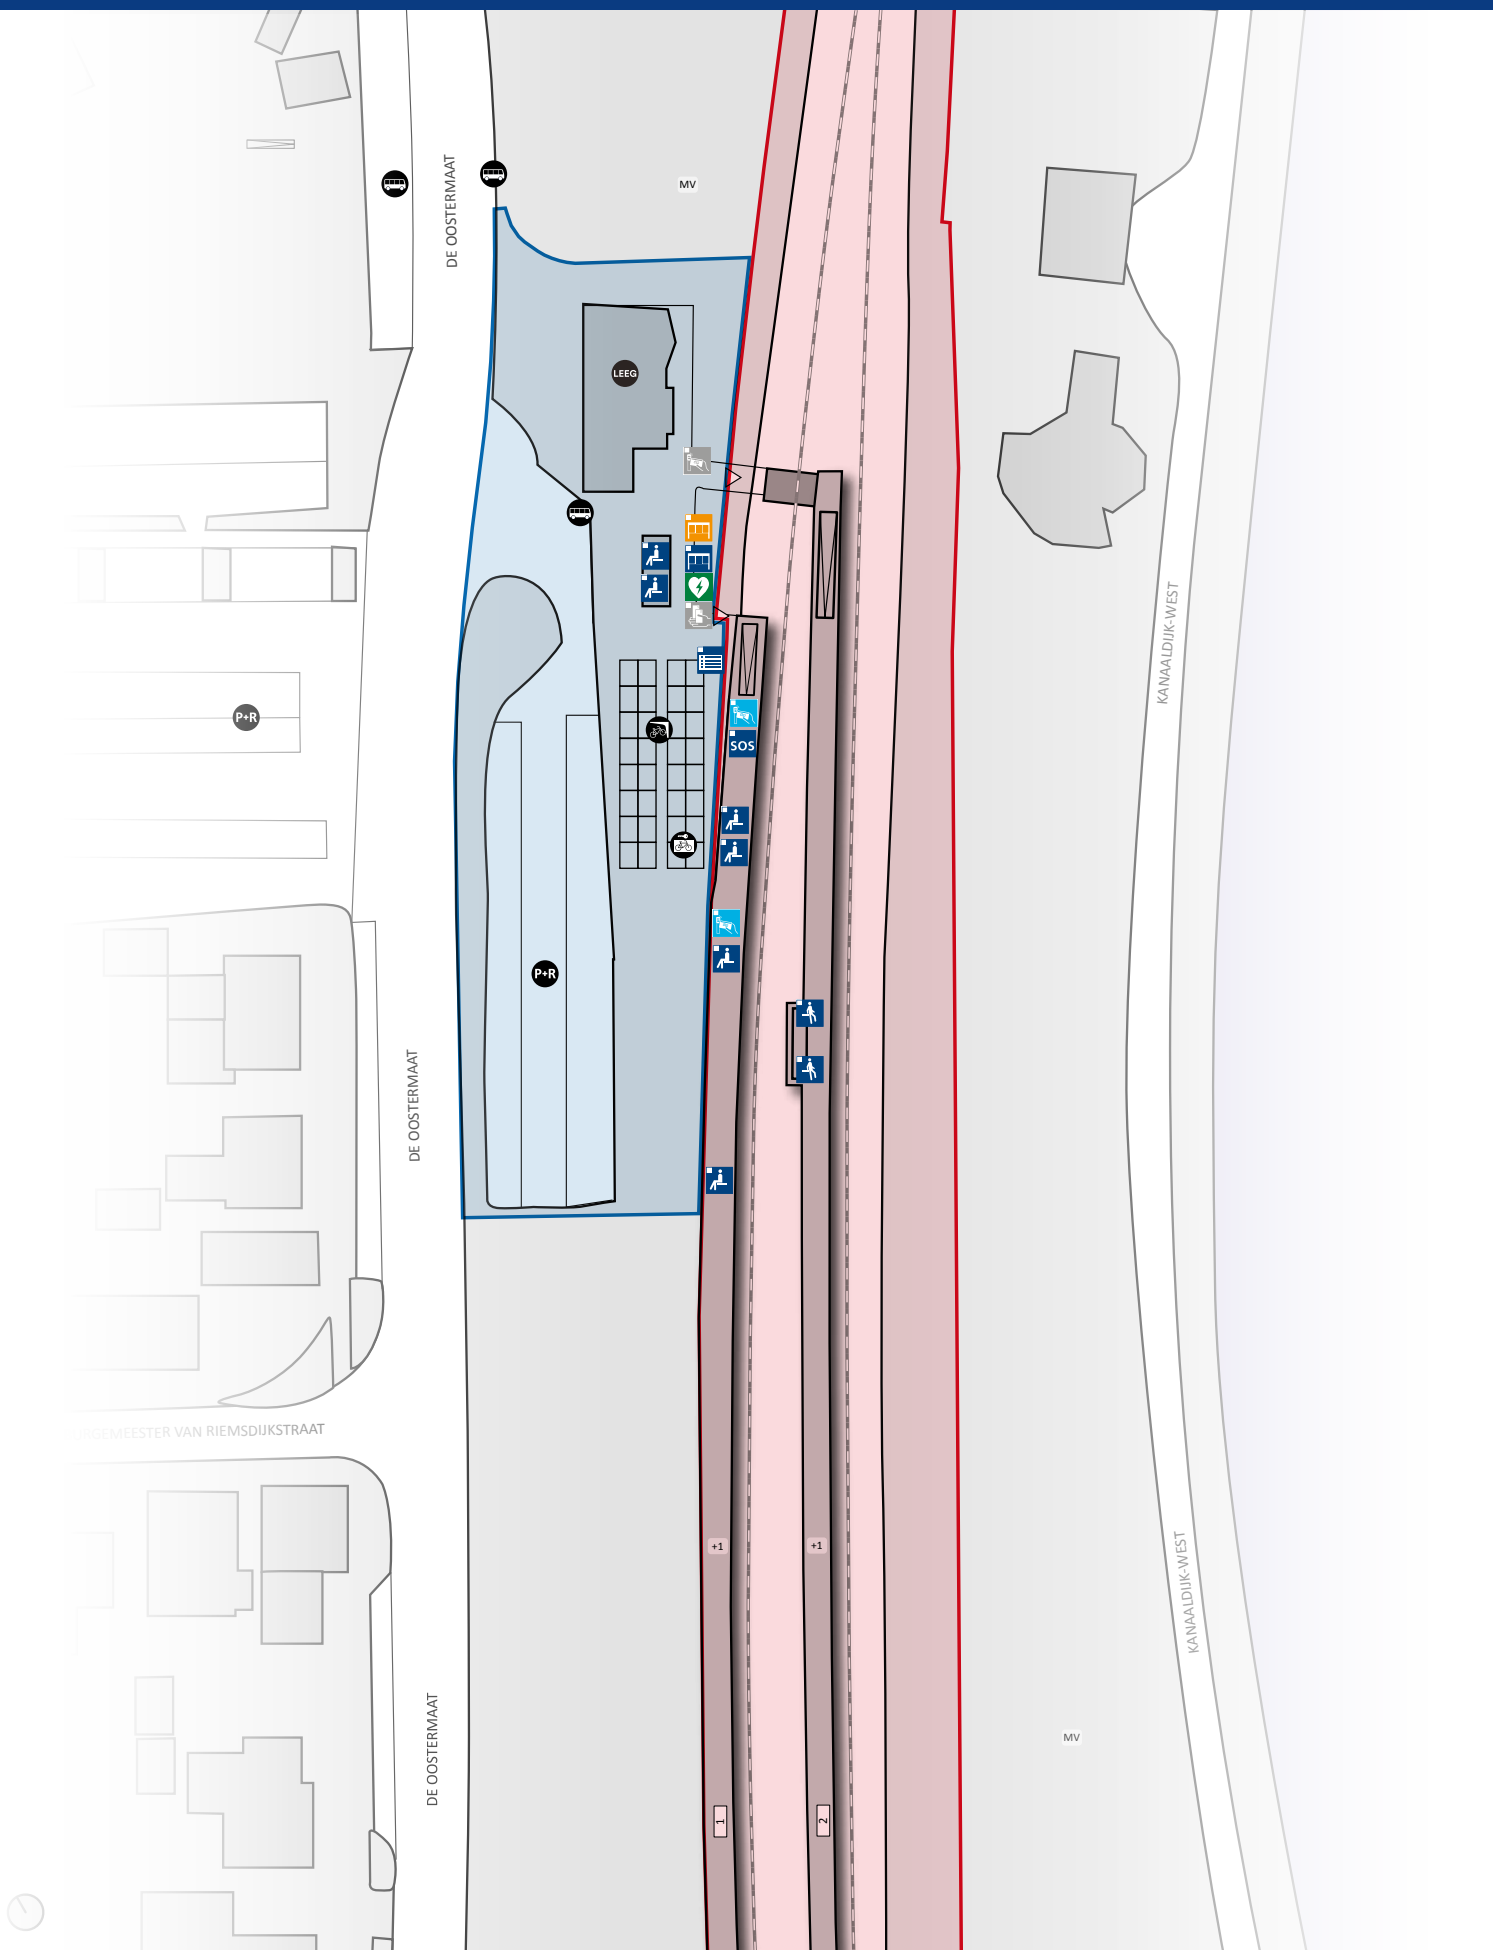 DE OOSTERMAAT
MV
LEEG
KANAALDIJK-WEST
P+R
SOS
P+R
DE OOSTERMAAT
BURGEMEESTER VAN RIEMSDIJKSTRAAT
+1
+1
KANAALDIJK-WEST
DE OOSTERMAAT
MV
1
2